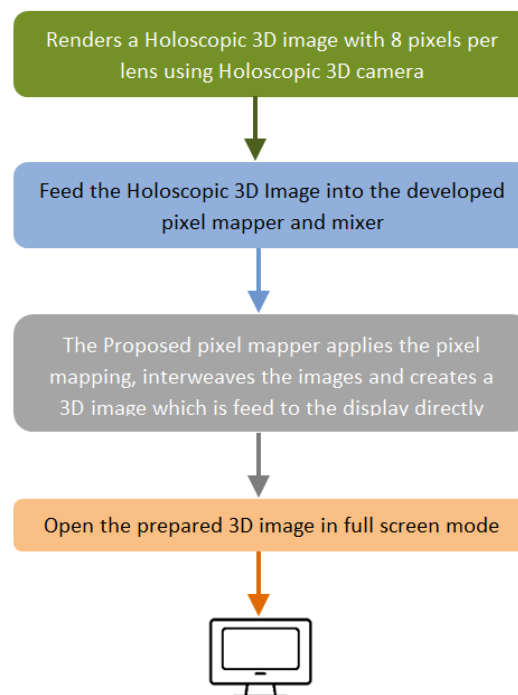 Renders a Holoscopic 3D image with 8 pixels per
lens using Holoscopic 3D camera
Feed the Holoscopic 3D Image into the developed
pixel mapper and mixer
The Proposed pixel mapper applies the pixel
mapping, interweaves the images and creates a
3D image which is feed to the display directly
Open the prepared 3D image in full screen mode